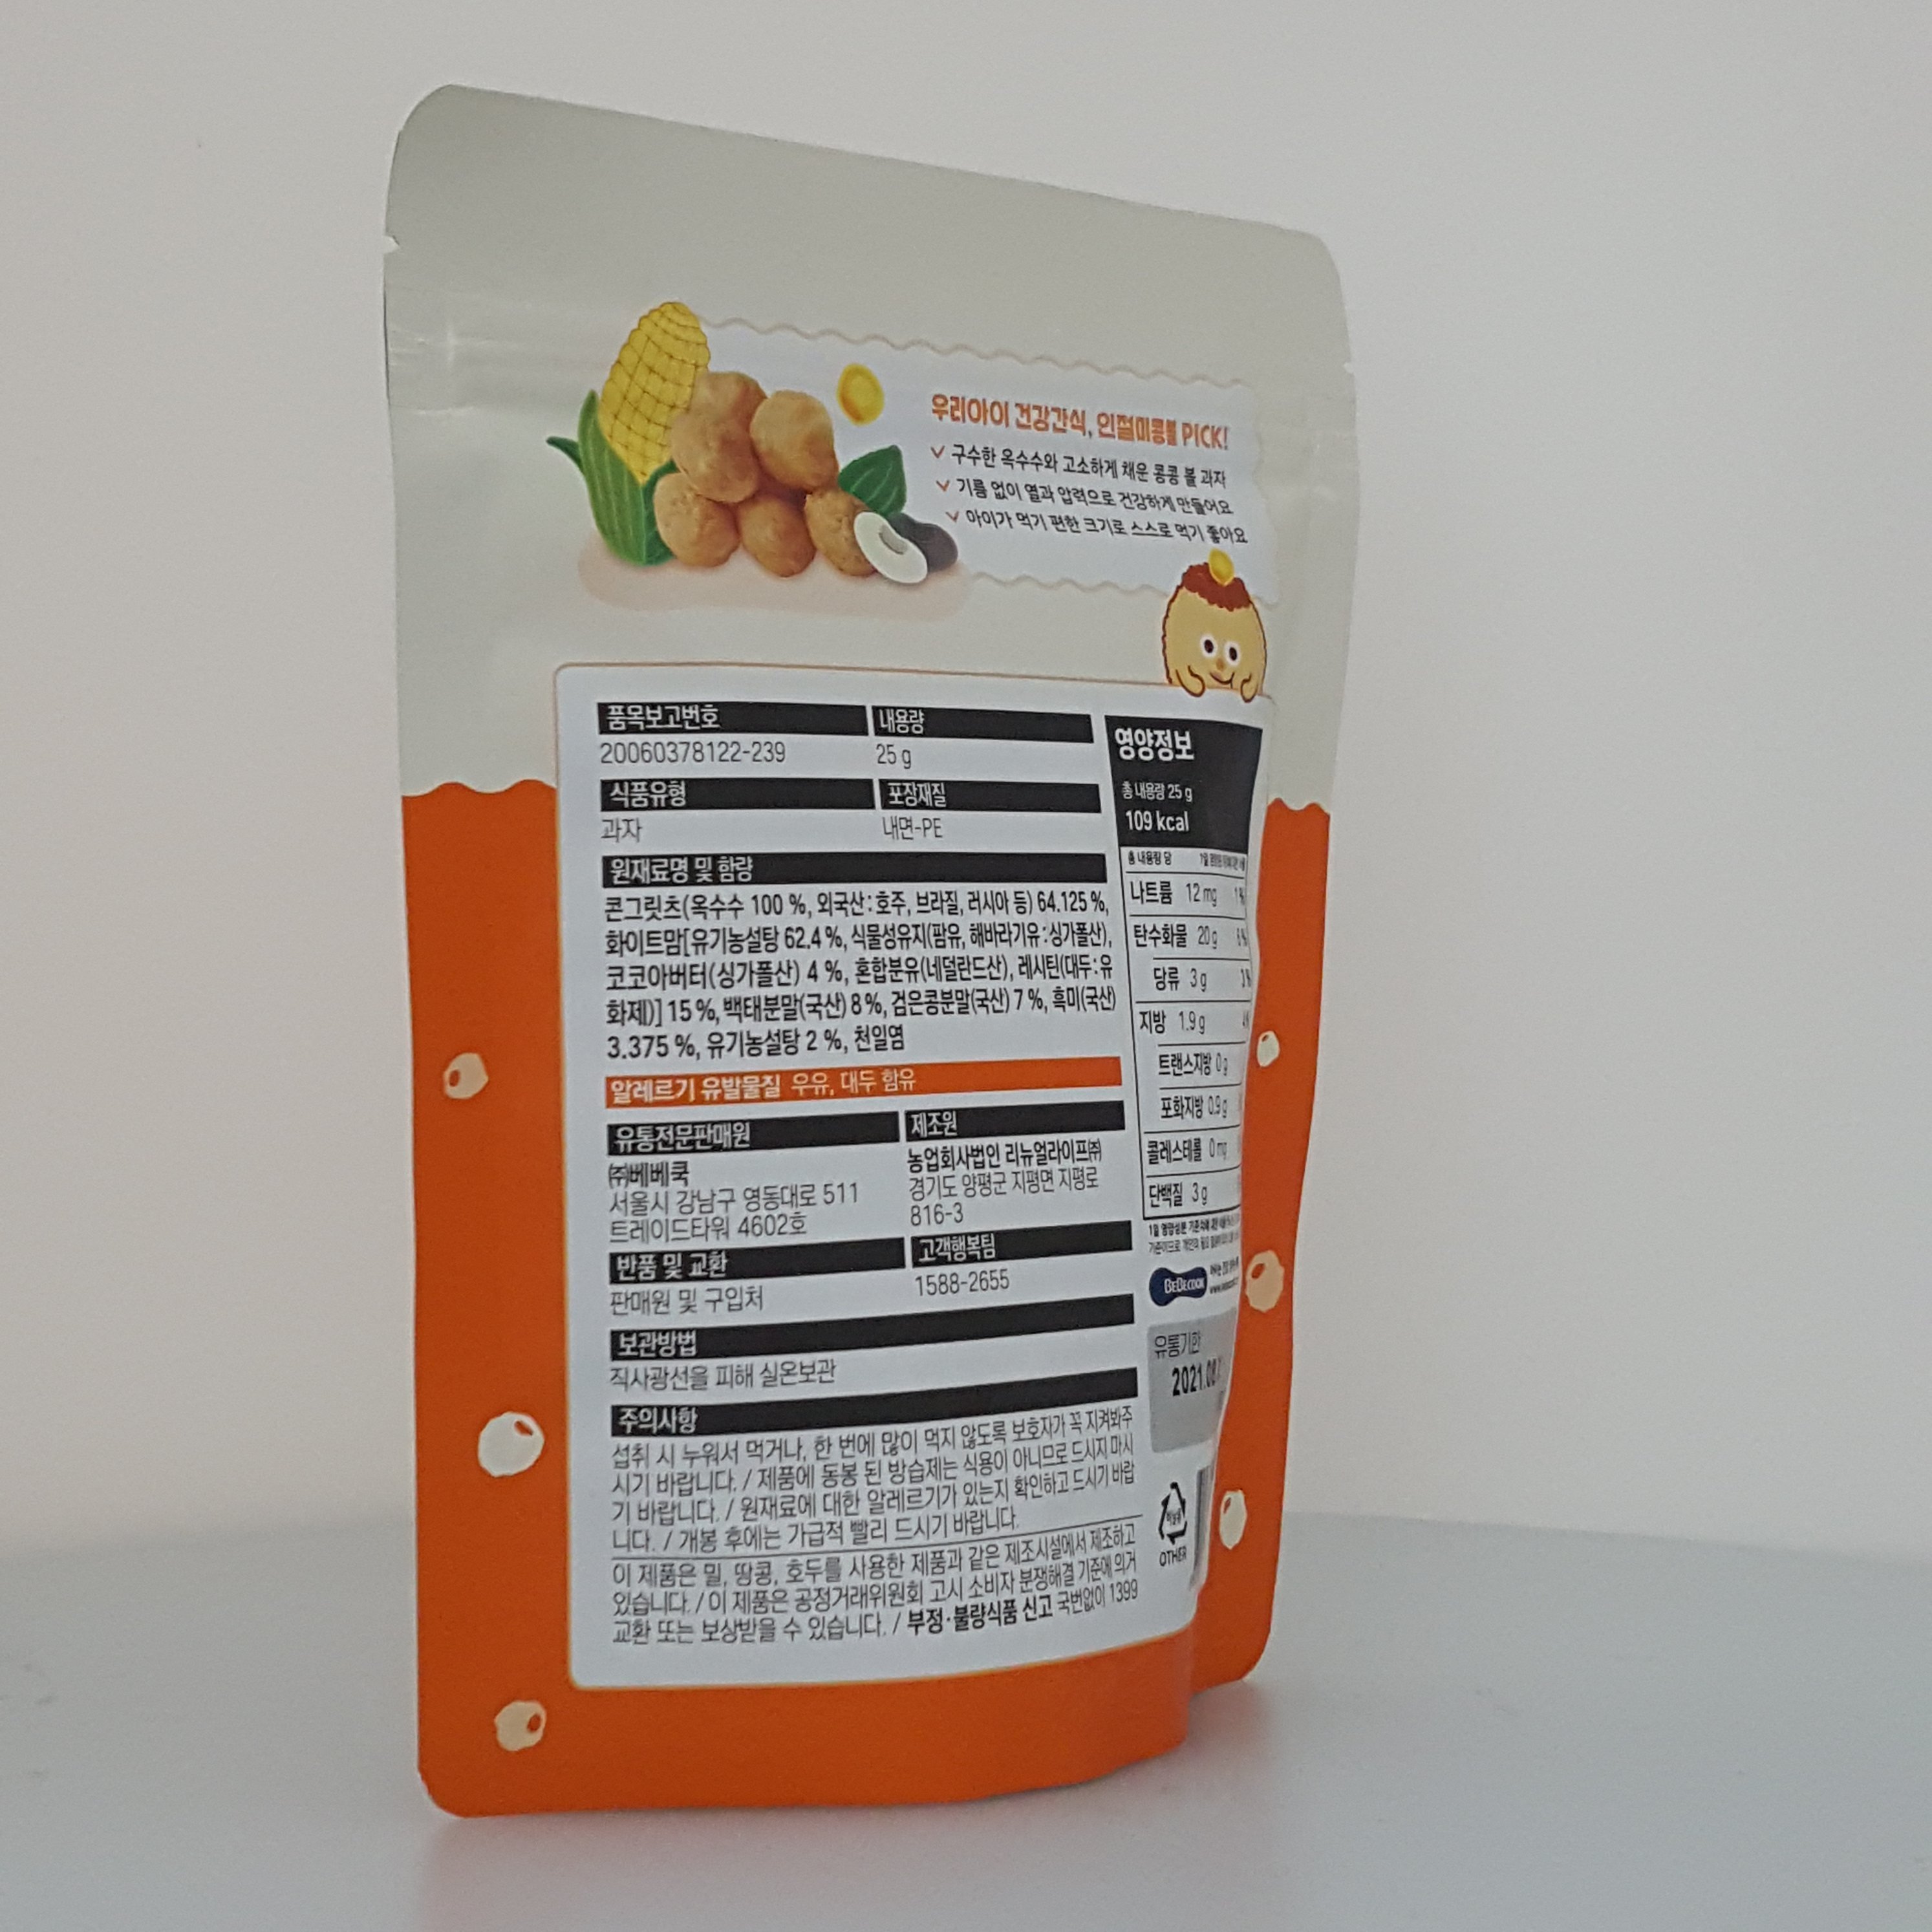 우리아이 건강간식, 인절미콩볼 PICK!
구수한 옥수수와 고소하게 채운 콩콩 볼 과자
기름 없이 열과 압력으로 건강하게 만들어요
아이가 먹기 편한 크기로 스스로 먹기 좋아요
품목보고번호 내용량
20060378122-239 25 g
식품유형 포장재질
과자 내면-PE
원재료명 및 함량
콘그릿츠(옥수수 100 %, 외국산:호주, 브라질, 러시아 등) 64.125 %,
화이트맘[유기농설탕 62.4 %, 식물성유지(팜유, 해바라기유:싱가폴산),
코코아버터(싱가폴산) 4 %, 혼합분유(네덜란드산), 레시틴(대두:유
화제)] 15 %, 백태분말(국산) 8 %, 검은콩분말(국산) 7 %, 흑미(국산)
3.375 %, 유기농설탕 2 %, 천일염
알레르기 유발물질 우유, 대두 함유
유통전문판매원
㈜베베쿡
서울시 강남구 영동대로 511
트레이드타워 4602호
제조원
농업회사법인 리뉴얼라이프㈜
경기도 양평군 지평면 지평로
816-3
반품 및 교환
판매원 및 구입처
고객행복팀
1588-2655
보관방법
직사광선을 피해 실온보관
주의사항
섭취 시 누워서 먹거나, 한 번에 많이 먹지 않도록 보호자가 꼭 지켜봐주
시기 바랍니다. / 제품에 동봉 된 방습제는 식용이 아니므로 드시지 마시
기 바랍니다. / 원재료에 대한 알레르기가 있는지 확인하고 드시기 바랍
니다. / 개봉 후에는 가급적 빨리 드시기 바랍니다.
이 제품은 밀, 땅콩, 호두를 사용한 제품과 같은 제조시설에서 제조하고
있습니다. / 이 제품은 공정거래위원회 고시 소비자 분쟁해결 기준에 의거
교환 또는 보상받을 수 있습니다. / 부정·불량식품 신고 국번없이 1399
영양정보
총 내용량 25 g
109 kcal
총 내용량 당
나트륨 12 mg 1 %
탄수화물 20 g 6 %
당류 3 g 3 %
지방 1.9 g
트랜스지방 0 g
포화지방 0.9 g
콜레스테롤 0 mg
단백질 3 g
BEBECOOK
유통기한
2021.08
OTHER